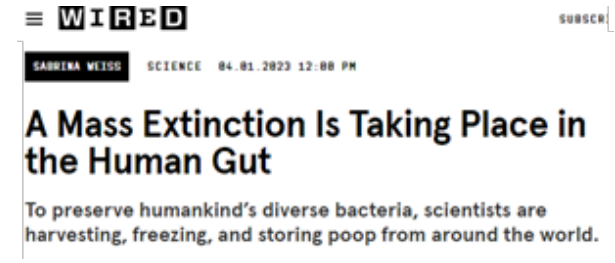 WIRED
SUBSCRI
SABRINA WEISS SCIENCE 04.01.2023 12:00 PM
A Mass Extinction Is Taking Place in
the Human Gut
To preserve humankind's diverse bacteria, scientists are
harvesting, freezing, and storing poop from around the world.